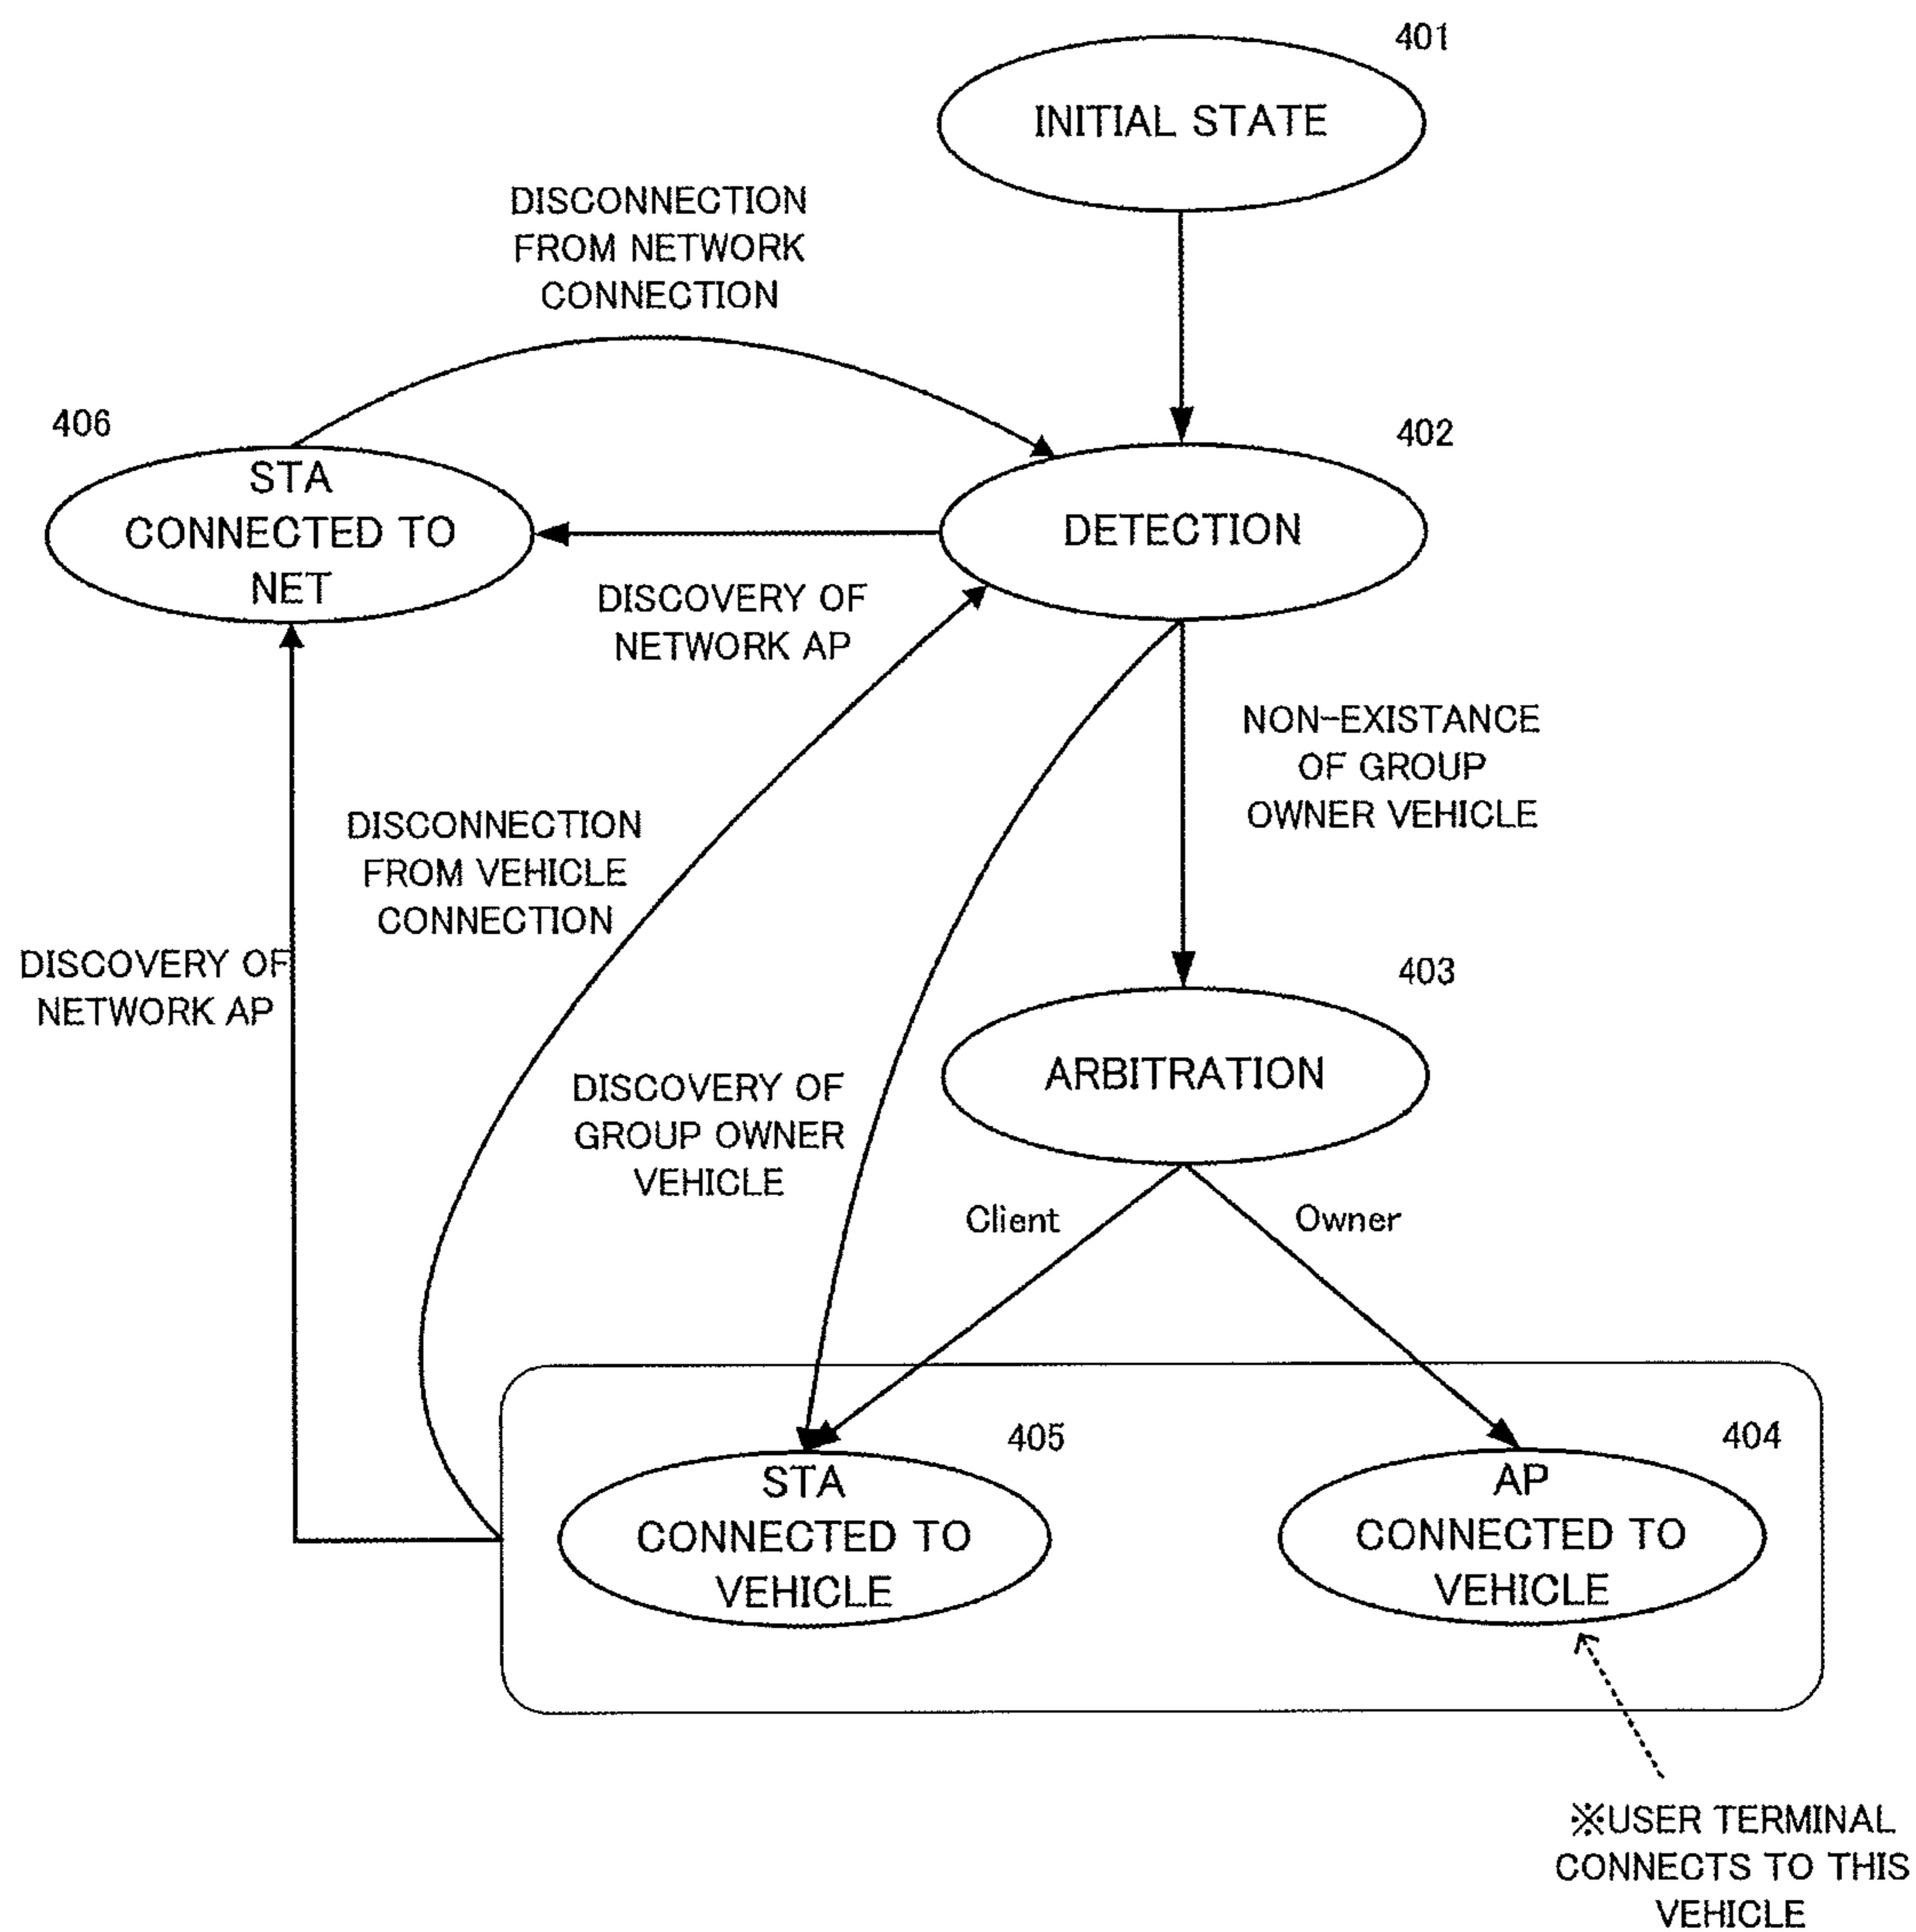 401
INITIAL STATE
DISCONNECTION
FROM NETWORK
CONNECTION
406
STA
CONNECTED TO
NET
402
DETECTION
DISCOVERY OF
NETWORK AP
NON-EXISTANCE
OF GROUP
OWNER VEHICLE
DISCONNECTION
FROM VEHICLE
CONNECTION
DISCOVERY OF
NETWORK AP
403
ARBITRATION
DISCOVERY OF
GROUP OWNER
VEHICLE
Client
Owner
405
STA
CONNECTED TO
VEHICLE
404
AP
CONNECTED TO
VEHICLE
※USER TERMINAL
CONNECTS TO THIS
VEHICLE